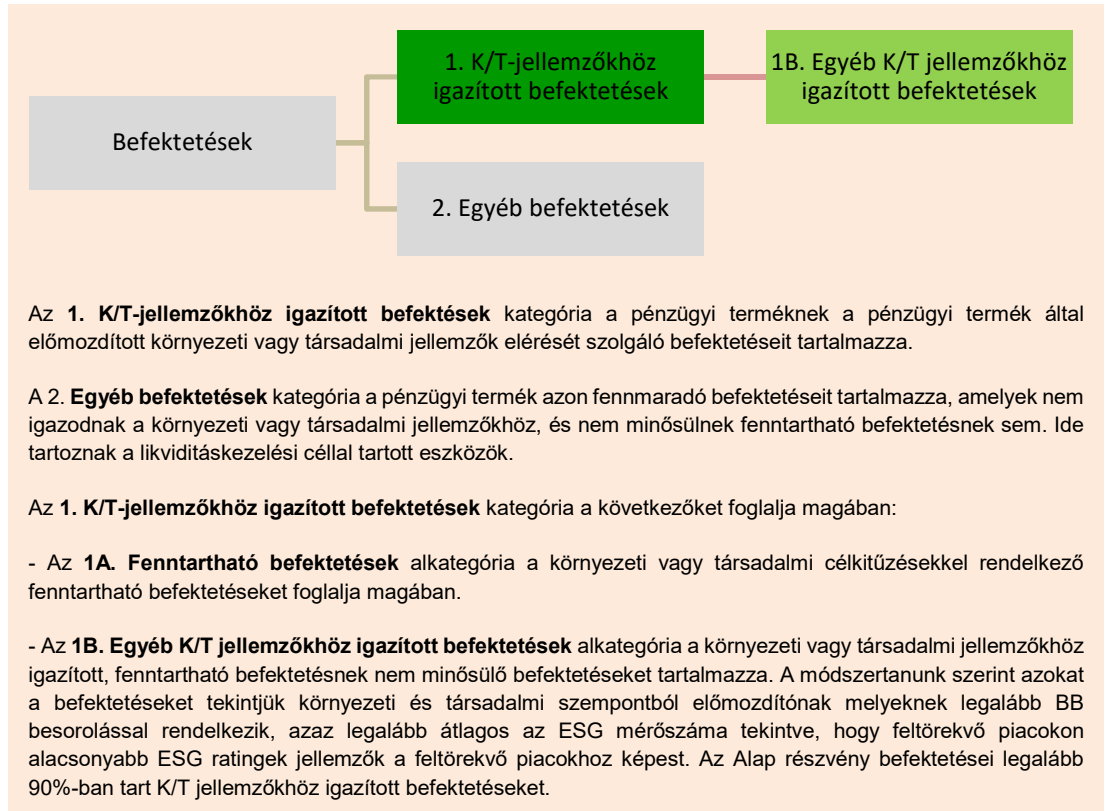 1. K/T-jellemzőkhöz
igazított befektetések
1B. Egyéb K/T jellemzőkhöz
igazított befektetések
Befektetések
2. Egyéb befektetések
Az 1. K/T-jellemzőkhöz igazított befektések kategória a pénzügyi terméknek a pénzügyi termék által
előmozdított környezeti vagy társadalmi jellemzők elérését szolgáló befektetéseit tartalmazza.
A 2. Egyéb befektetések kategória a pénzügyi termék azon fennmaradó befektetéseit tartalmazza, amelyek nem
igazodnak a környezeti vagy társadalmi jellemzőkhöz, és nem minősülnek fenntartható befektetésnek sem. Ide
tartoznak a likviditáskezelési céllal tartott eszközök.
Az 1. K/T-jellemzőkhöz igazított befektetések kategória a következőket foglalja magában:
- Az 1A. Fenntartható befektetések alkategória a környezeti vagy társadalmi célkitűzésekkel rendelkező
fenntartható befektetéseket foglalja magában.
- Az 1B. Egyéb K/T jellemzőkhöz igazított befektetések alkategória a környezeti vagy társadalmi jellemzőkhöz
igazított, fenntartható befektetésnek nem minősülő befektetéseket tartalmazza. A módszertanunk szerint azokat
a befektetéseket tekintjük környezeti és társadalmi szempontból előmozdítónak melyeknek legalább BB
besorolással rendelkezik, azaz legalább átlagos az ESG mérőszáma tekintve, hogy feltörekvő piacokon
alacsonyabb ESG ratingek jellemzők a feltörekvő piacokhoz képest. Az Alap részvény befektetései legalább
90%-ban tart K/T jellemzőkhöz igazított befektetéseket.